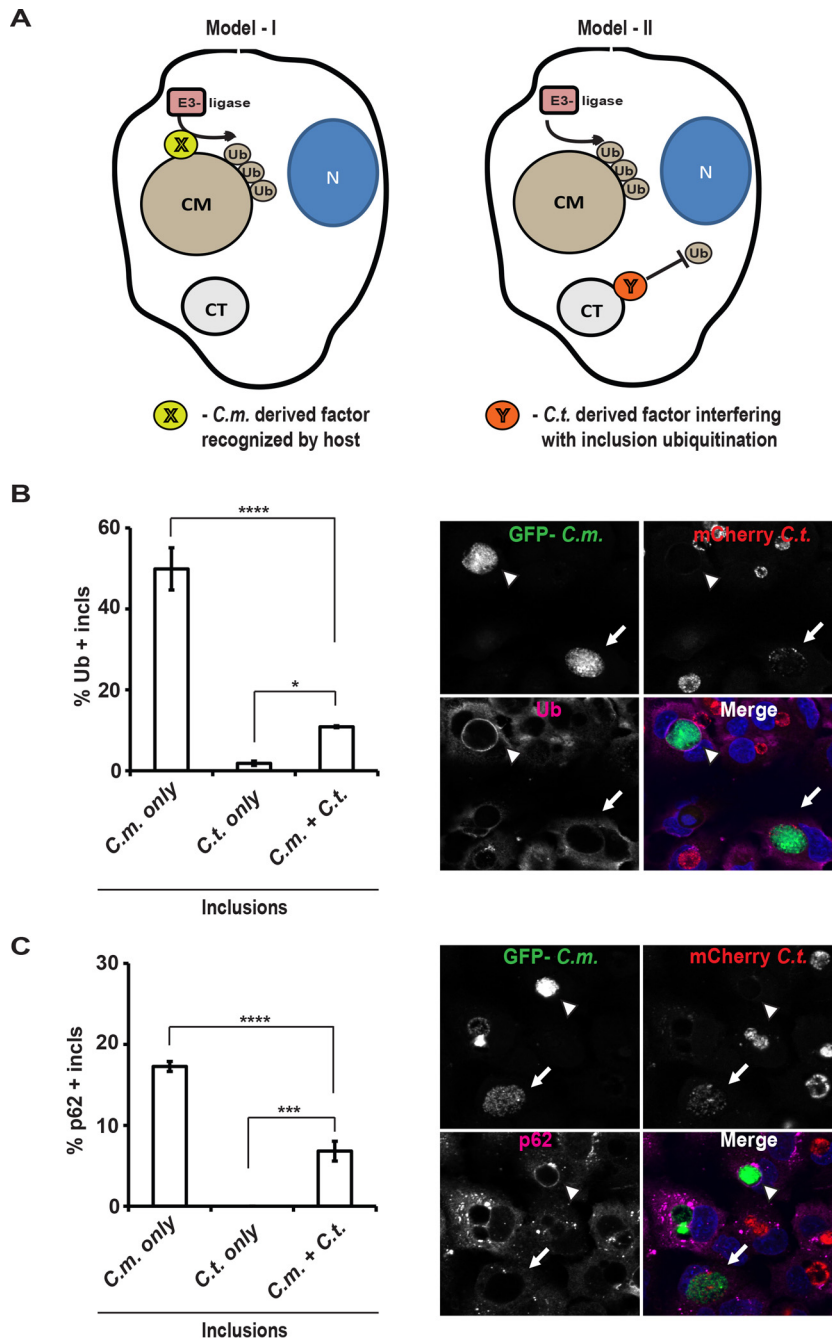 A
Model - I
E3-
ligase
X
Ub
Ub
Ub
CM
N
CT
X
- C.m. derived factor
recognized by host
Model - II
E3-
ligase
Ub
Ub
Ub
CM
N
Ub
Y
CT
Y
- C.t. derived factor interfering
with inclusion ubiquitination
B
% Ub + incls
60
40
20
0
****
*
C.m. only
C.t. only
C.m. + C.t.
Inclusions
GFP- C.m.
mCherry C.t.
Ub
Merge
C
% p62 + incls
30
20
10
0
****
***
C.m. only
C.t. only
C.m. + C.t.
Inclusions
GFP- C.m.
mCherry C.t.
p62
Merge